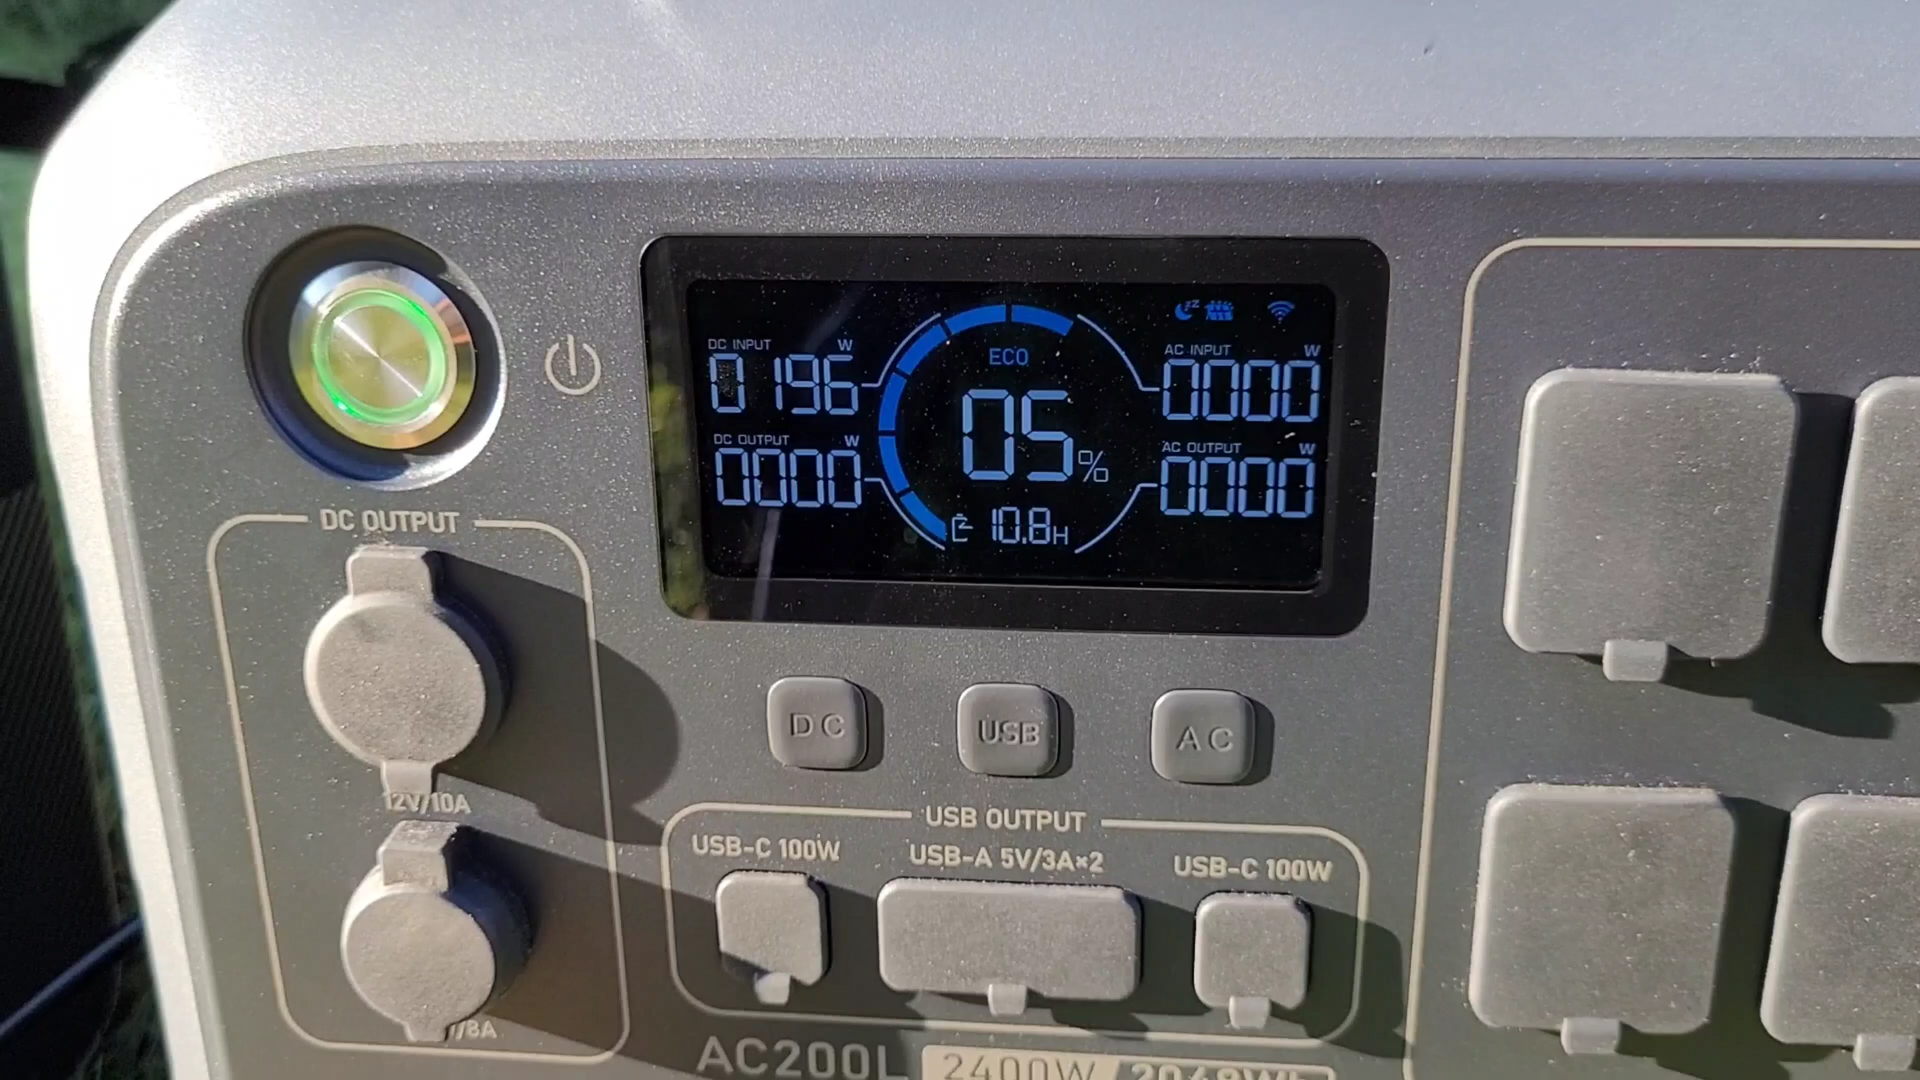 DC INPUT W
0196
DC OUTPUT W
0000
ECO
05%
10.8H
AC INPUT W
0000
AC OUTPUT W
0000
DC OUTPUT
12V/10A
/8A
DC
USB
AC
USB OUTPUT
USB-C 100W
USB-A 5V/3A×2
USB-C 100W
AC200L
2400W/2048Wh